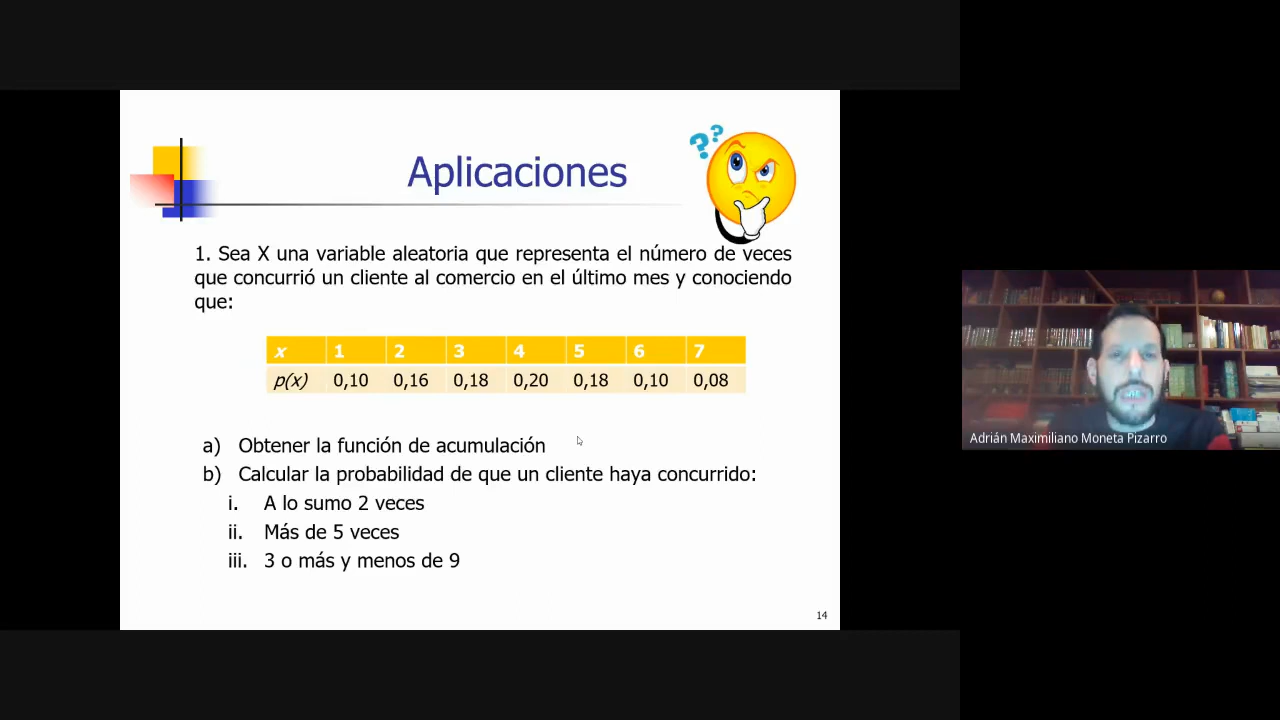 ??
Aplicaciones
1. Sea X una variable aleatoria que representa el número de veces
que concurrió un cliente al comercio en el último mes y conociendo
que:
x 1 2 3 4 5 6 7
p(x) 0,10 0,16 0,18 0,20 0,18 0,10 0,08
a) Obtener la función de acumulación
b) Calcular la probabilidad de que un cliente haya concurrido:
i. A lo sumo 2 veces
ii. Más de 5 veces
iii. 3 o más y menos de 9
14
Adrián Maximiliano Moneta Pizarro